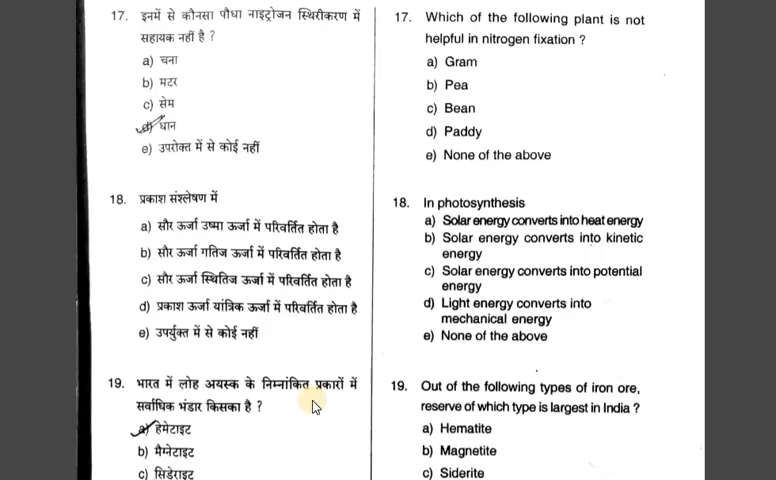 17. इनमें से कौनसा पौधा नाइट्रोजन स्थिरीकरण में
सहायक नहीं है ?
a) चना
b) मटर
c) सेम
d) धान
e) उपरोक्त में से कोई नहीं
18. प्रकाश संश्लेषण में
a) सौर ऊर्जा उष्मा ऊर्जा में परिवर्तित होता है
b) सौर ऊर्जा गतिज ऊर्जा में परिवर्तित होता है
c) सौर ऊर्जा स्थितिज ऊर्जा में परिवर्तित होता है
d) प्रकाश ऊर्जा यांत्रिक ऊर्जा में परिवर्तित होता है
e) उपर्युक्त में से कोई नहीं
19. भारत में लोह अयस्क के निम्नांकित प्रकारों में
सर्वाधिक भंडार किसका है ?
a) हेमेटाइट
b) मैग्नेटाइट
c) सिडेराइट
17. Which of the following plant is not
helpful in nitrogen fixation ?
a) Gram
b) Pea
c) Bean
d) Paddy
e) None of the above
18. In photosynthesis
a) Solar energy converts into heat energy
b) Solar energy converts into kinetic
energy
c) Solar energy converts into potential
energy
d) Light energy converts into
mechanical energy
e) None of the above
19. Out of the following types of iron ore,
reserve of which type is largest in India ?
a) Hematite
b) Magnetite
c) Siderite